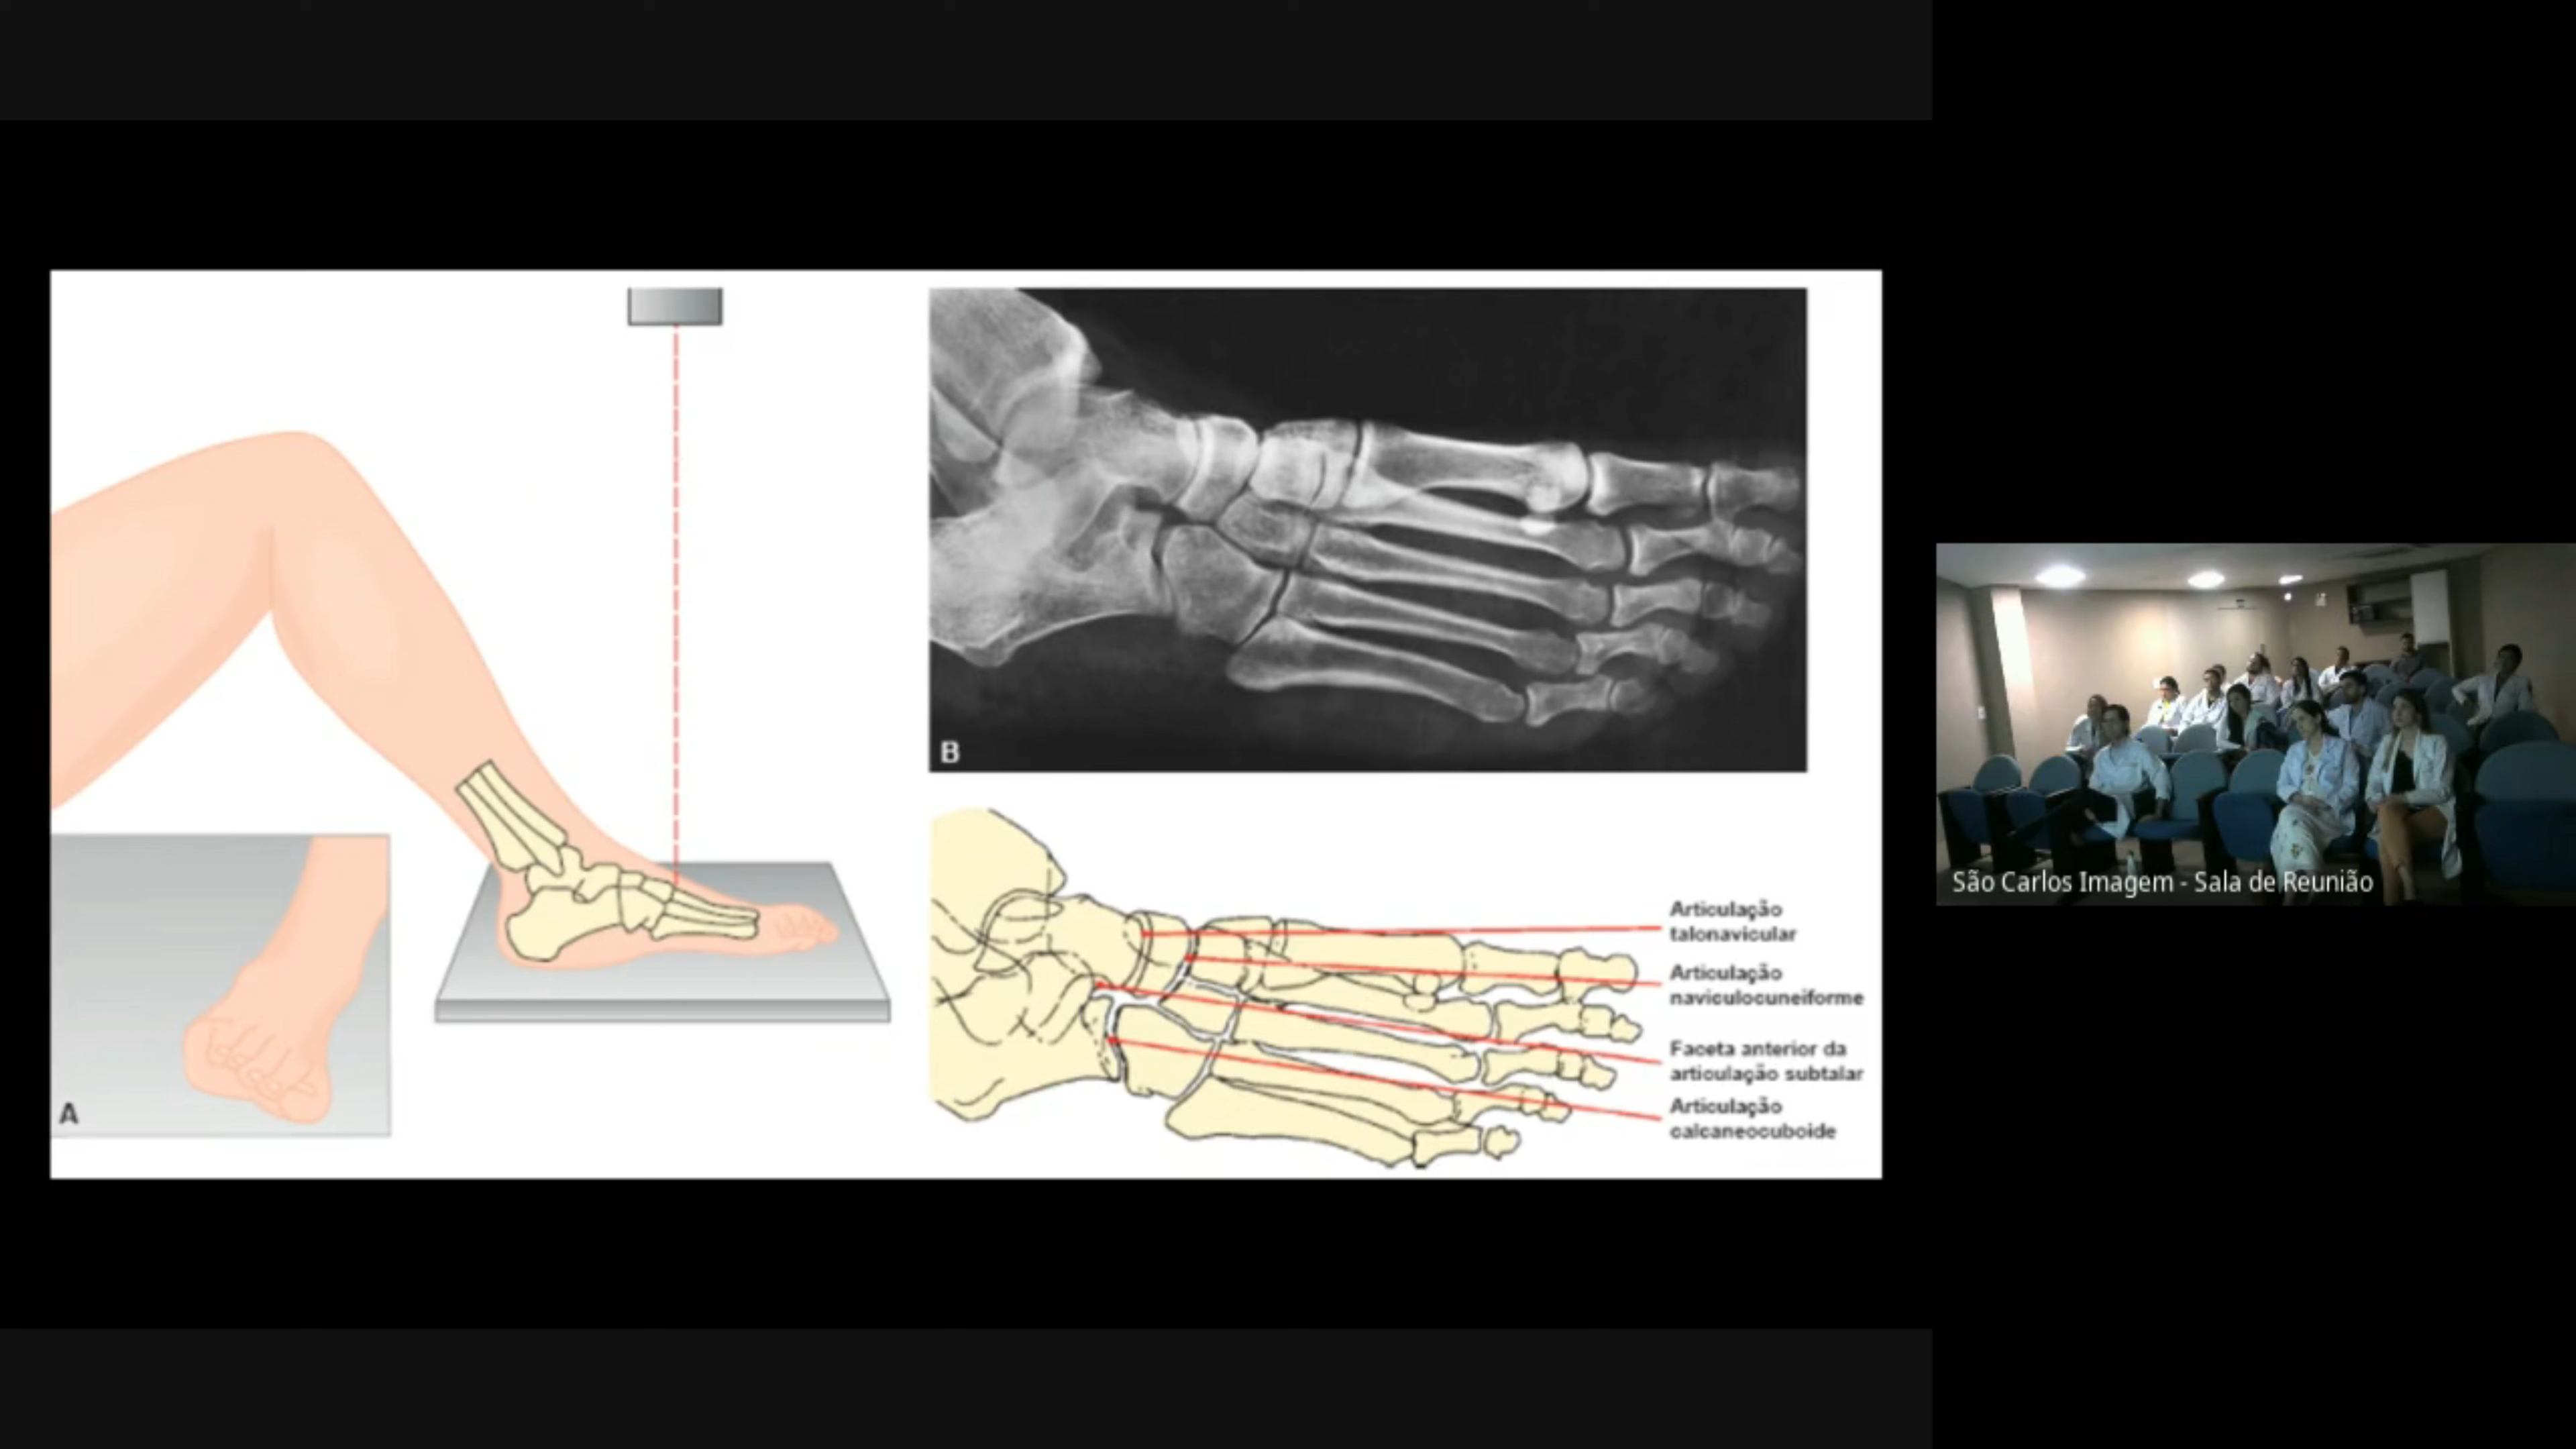 A
B
Articulação
talonavicular
Articulação
naviculocuneiforme
Faceta anterior da
articulação subtalar
Articulação
calcaneocuboide
São Carlos Imagem - Sala de Reunião